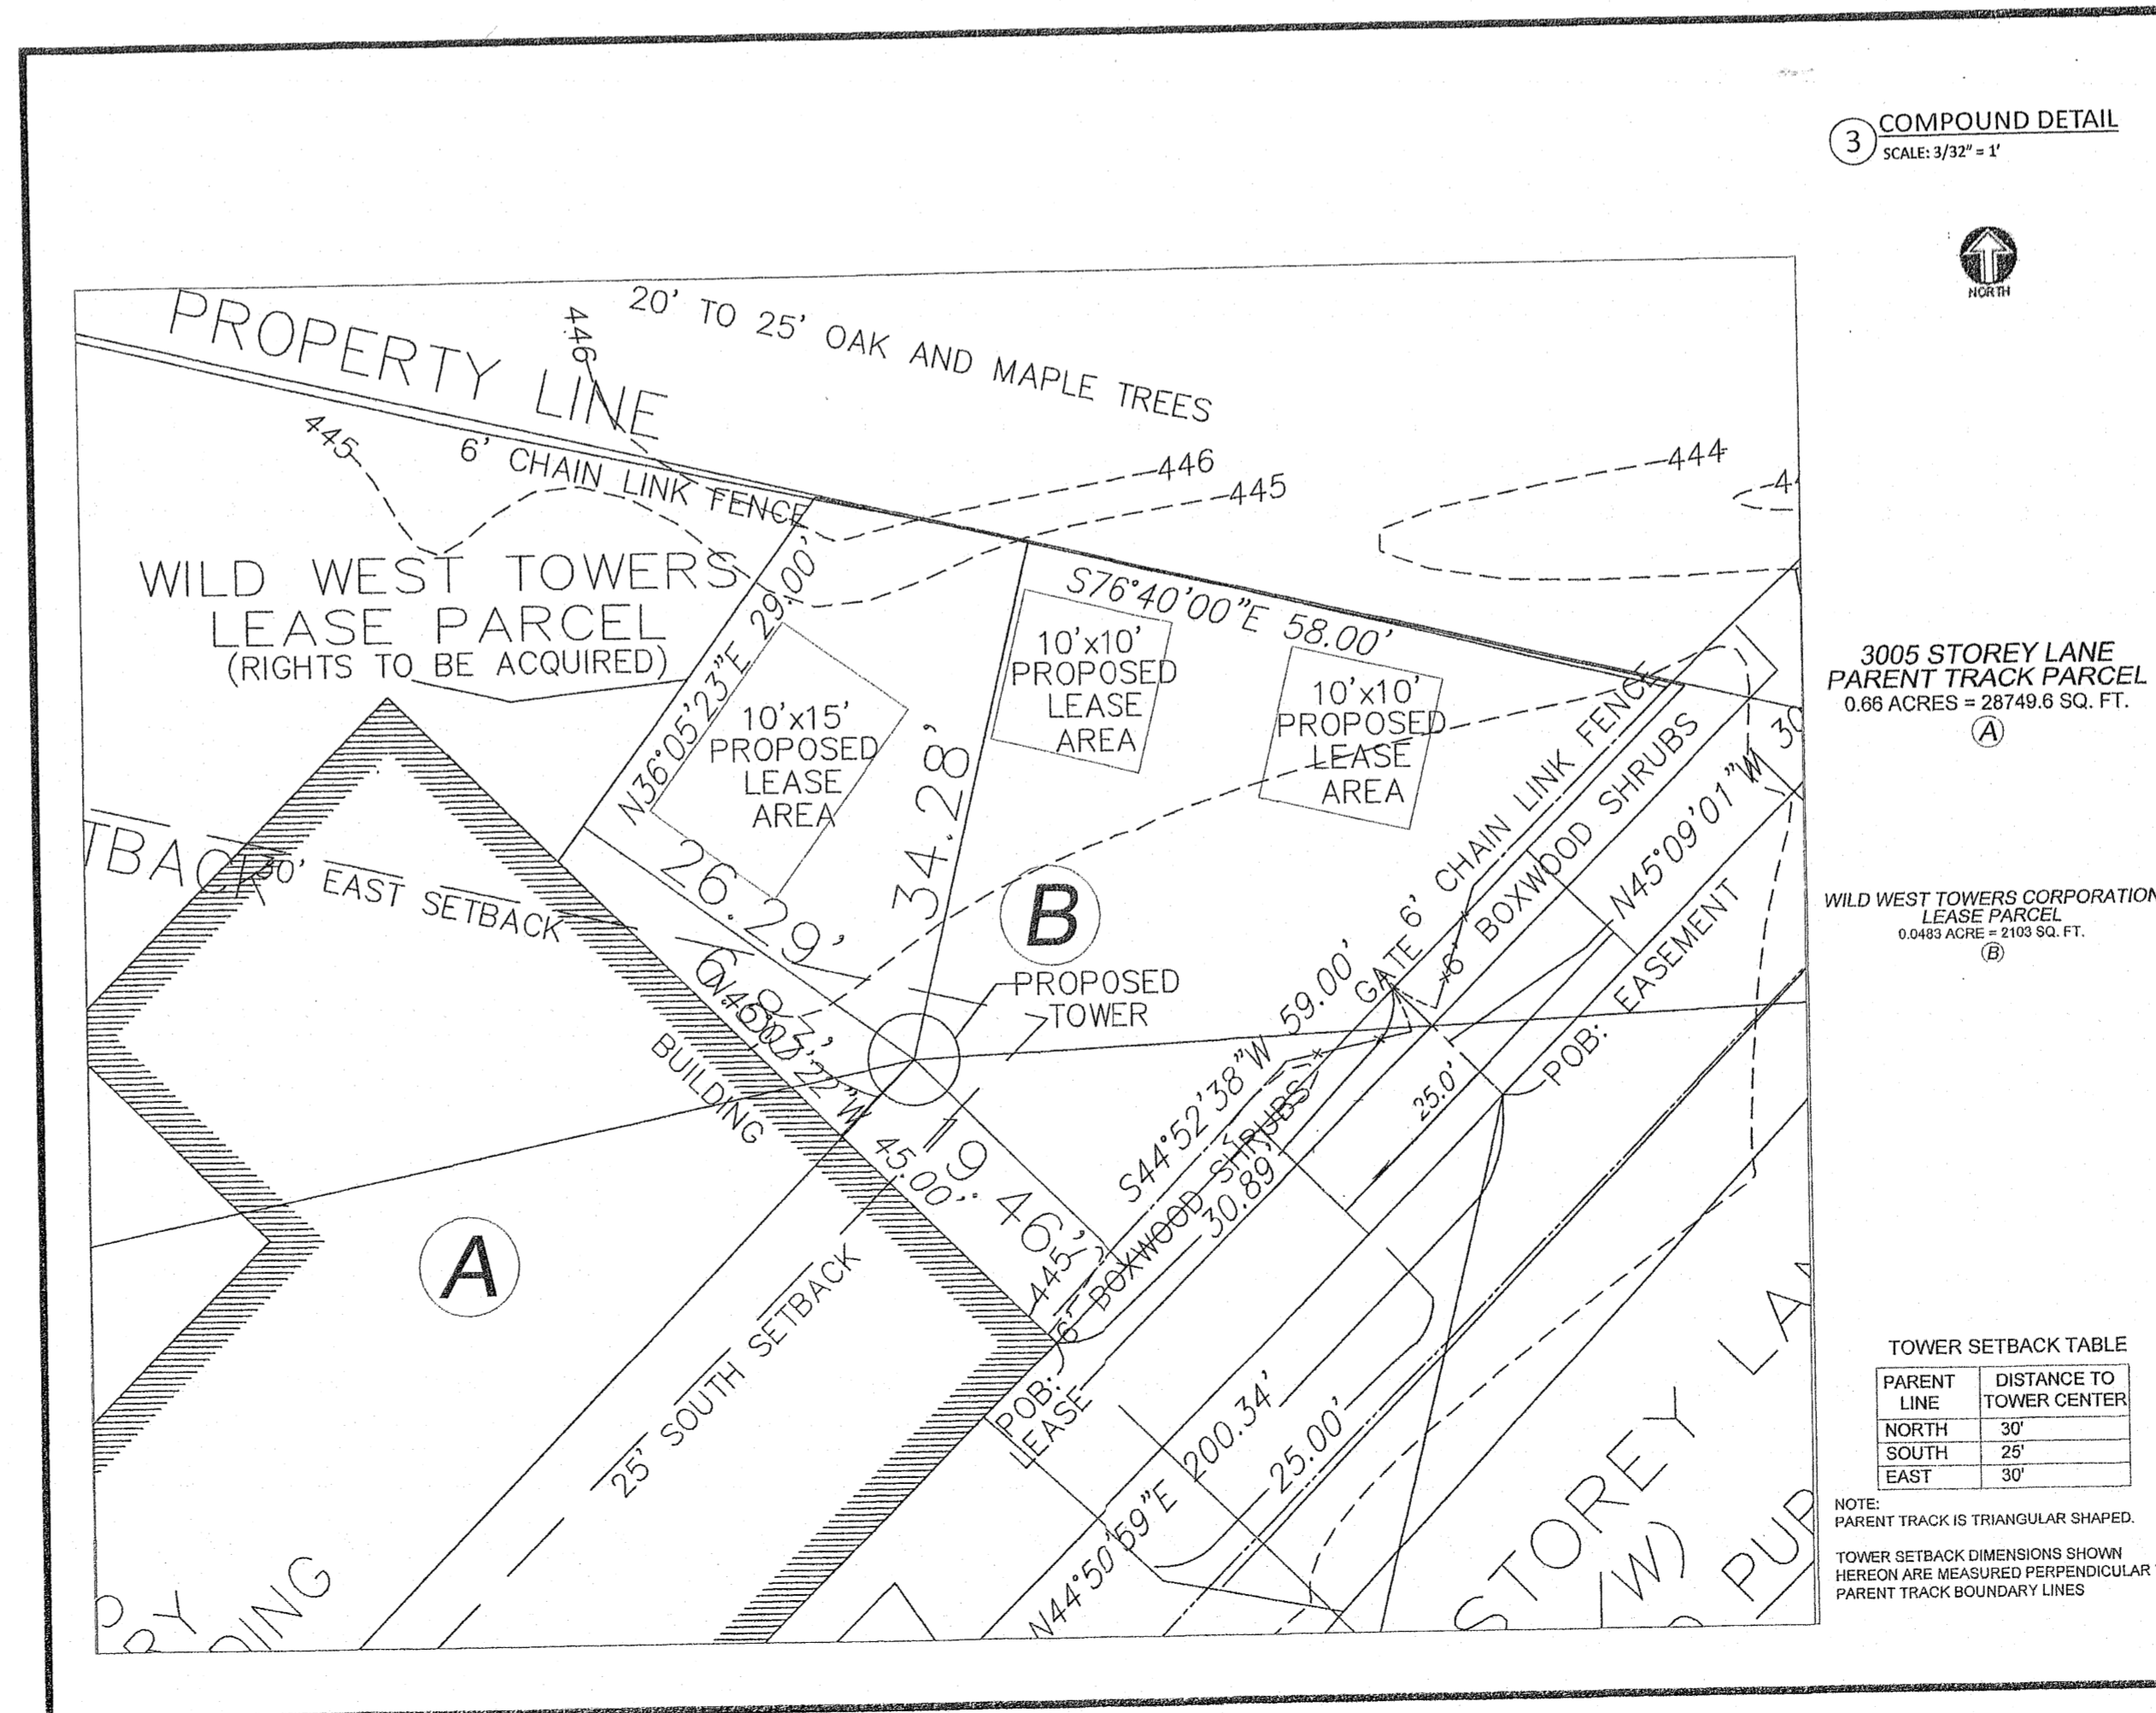 3 COMPOUND DETAIL
SCALE: 3/32" = 1'
NORTH
PROPERTY LINE
446
20' TO 25' OAK AND MAPLE TREES
445
6' CHAIN LINK FENCE
446
445
444
WILD WEST TOWERS
LEASE PARCEL
(RIGHTS TO BE ACQUIRED)
N36°05'23"E 29.00'
S76°40'00"E 58.00'
10'x15'
PROPOSED
LEASE
AREA
10'x10'
PROPOSED
LEASE
AREA
10'x10'
PROPOSED
LEASE
AREA
34.28'
26.29'
B
PROPOSED
TOWER
TBACK
30' EAST SETBACK
6.83'
N46°07'22"W 45.00'
BUILDING
19.46'
A
25' SOUTH SETBACK
445
S44°52'38"W 59.00'
GATE
6' CHAIN LINK FENCE
6' BOXWOOD SHRUBS
6' BOXWOOD SHRUBS
30.89'
N45°09'01"W 30
POB: EASEMENT
25.0'
POB:
LEASE
N44°50'59"E 200.34'
25.00'
STOREY LA
/W)
PUP
RY
DING
3005 STOREY LANE
PARENT TRACK PARCEL
0.66 ACRES = 28749.6 SQ. FT.
A
WILD WEST TOWERS CORPORATION
LEASE PARCEL
0.0483 ACRE = 2103 SQ. FT.
B
TOWER SETBACK TABLE
PARENT LINE DISTANCE TO TOWER CENTER
NORTH 30'
SOUTH 25'
EAST 30'
NOTE:
PARENT TRACK IS TRIANGULAR SHAPED.
TOWER SETBACK DIMENSIONS SHOWN
HEREON ARE MEASURED PERPENDICULAR
PARENT TRACK BOUNDARY LINES